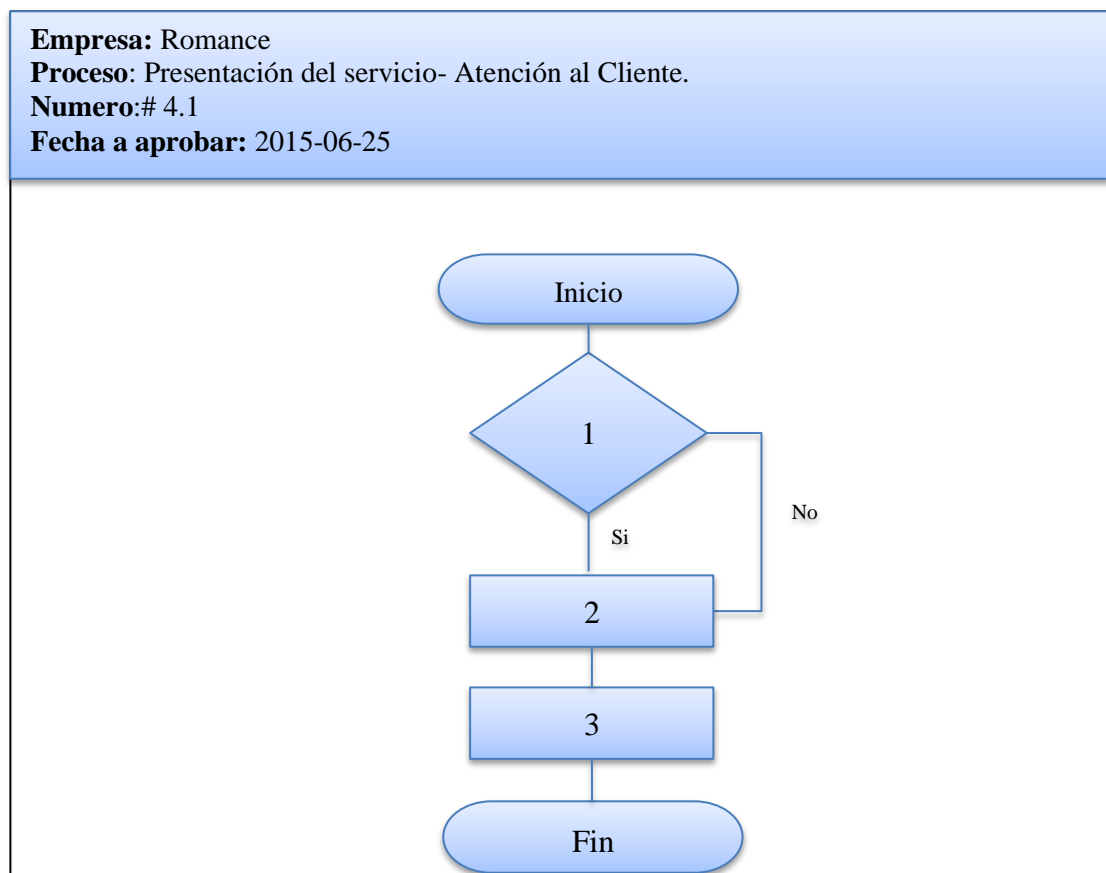 Empresa: Romance
Proceso: Presentación del servicio- Atención al Cliente.
Numero:# 4.1
Fecha a aprobar: 2015-06-25
Inicio
1
No
Si
2
3
Fin